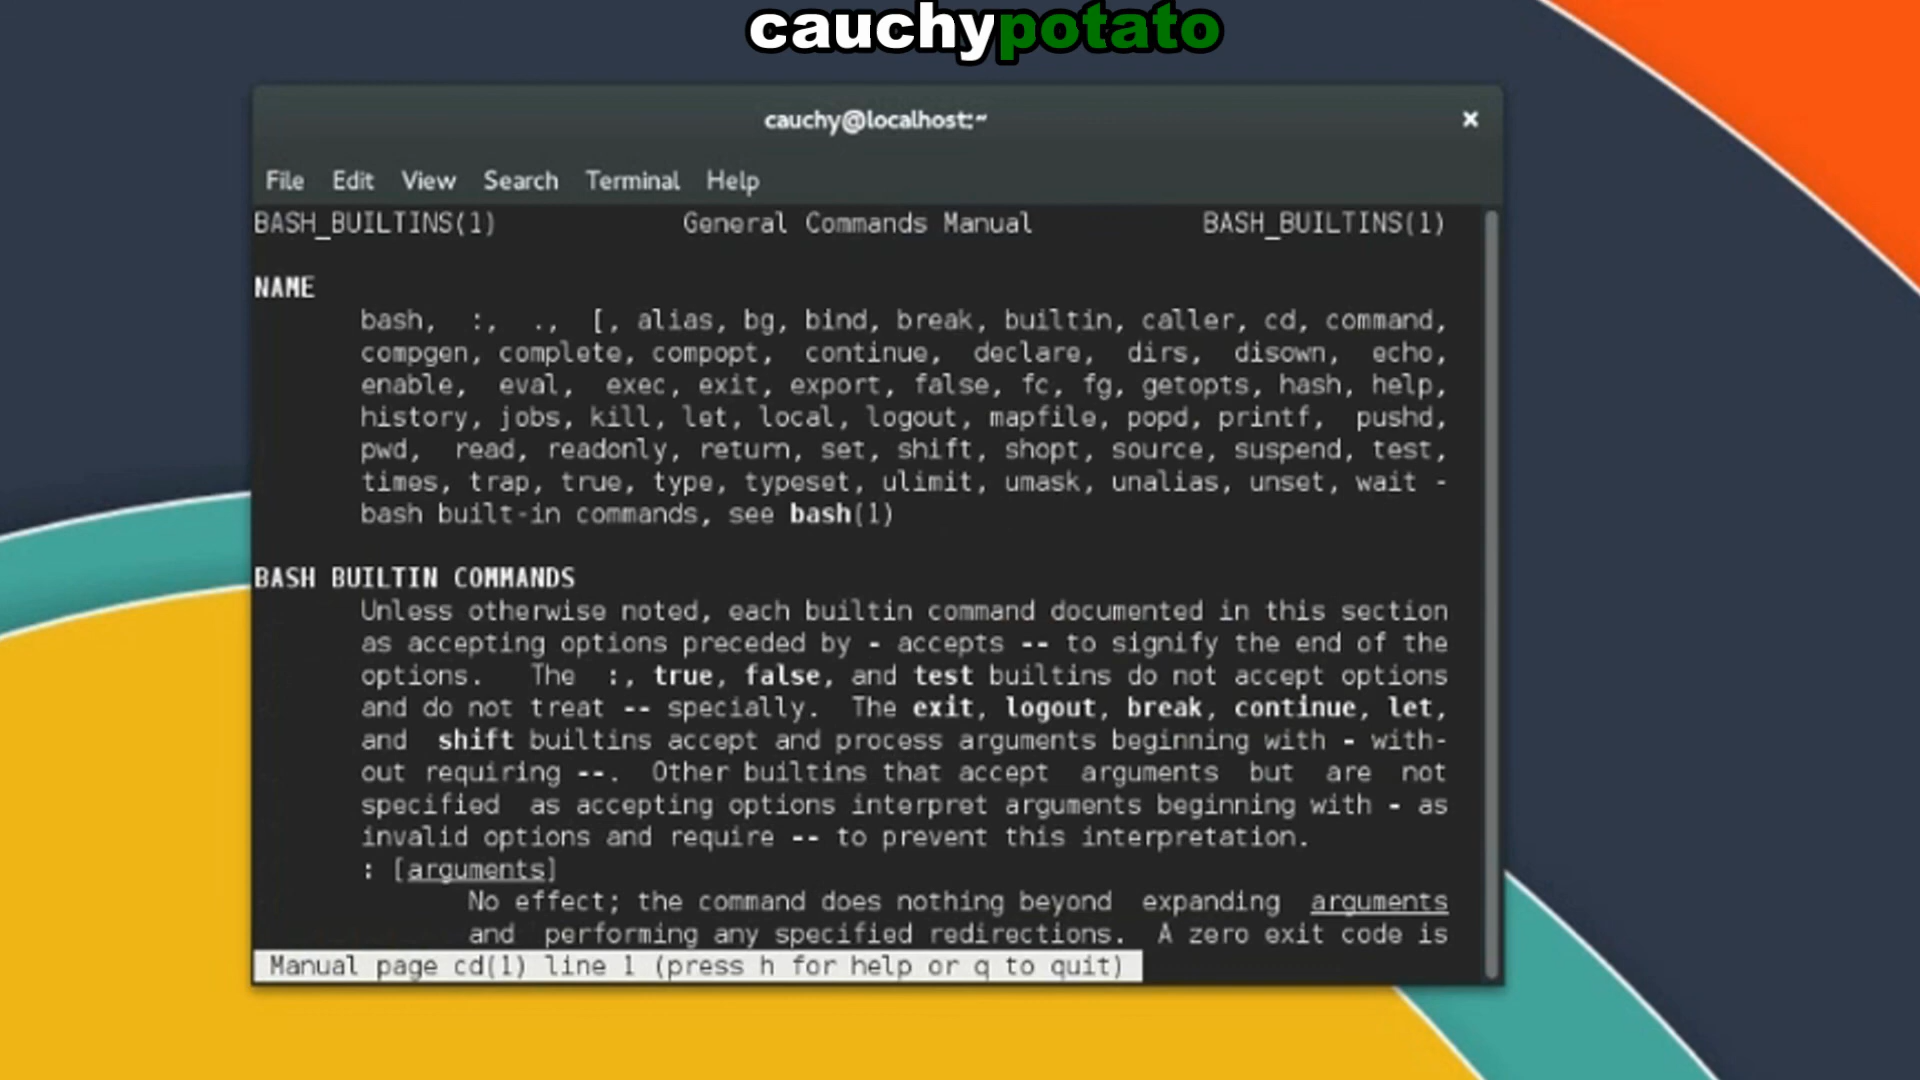 cauchypotato
cauchy@localhost:~ ×
File Edit View Search Terminal Help
BASH_BUILTINS(1) General Commands Manual BASH_BUILTINS(1)
NAME
bash, :, ., [, alias, bg, bind, break, builtin, caller, cd, command,
compgen, complete, compopt, continue, declare, dirs, disown, echo,
enable, eval, exec, exit, export, false, fc, fg, getopts, hash, help,
history, jobs, kill, let, local, logout, mapfile, popd, printf, pushd,
pwd, read, readonly, return, set, shift, shopt, source, suspend, test,
times, trap, true, type, typeset, ulimit, umask, unalias, unset, wait -
bash built-in commands, see bash(1)
BASH BUILTIN COMMANDS
Unless otherwise noted, each builtin command documented in this section
as accepting options preceded by - accepts -- to signify the end of the
options. The :, true, false, and test builtins do not accept options
and do not treat -- specially. The exit, logout, break, continue, let,
and shift builtins accept and process arguments beginning with - with-
out requiring --. Other builtins that accept arguments but are not
specified as accepting options interpret arguments beginning with - as
invalid options and require -- to prevent this interpretation.
: [arguments]
No effect; the command does nothing beyond expanding arguments
and performing any specified redirections. A zero exit code is
Manual page cd(1) line 1 (press h for help or q to quit)